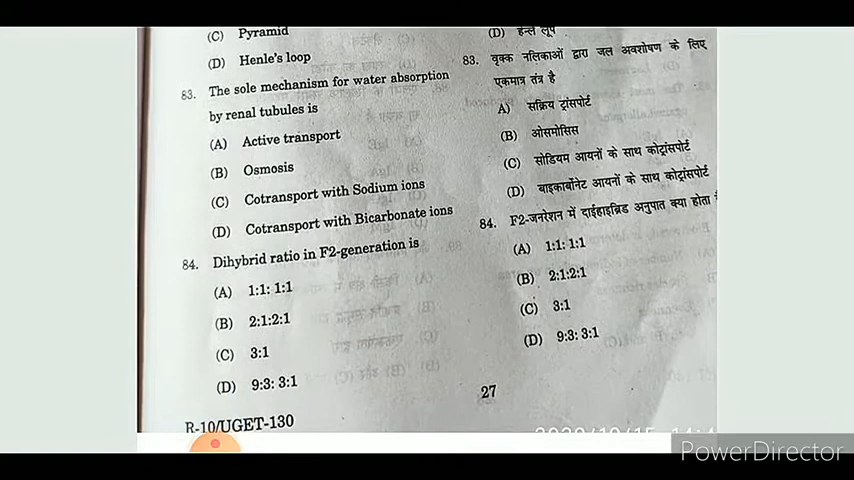 (C) Pyramid
(D) Henle's loop
83. The sole mechanism for water absorption
by renal tubules is
(A) Active transport
(B) Osmosis
(C) Cotransport with Sodium ions
(D) Cotransport with Bicarbonate ions
84. Dihybrid ratio in F2-generation is
(A) 1:1: 1:1
(B) 2:1:2:1
(C) 3:1
(D) 9:3: 3:1
R-10/UGET-130
(D) हेन्ले लूप
83. वृक्क नलिकाओं द्वारा जल अवशोषण के लिए
एकमात्र तंत्र है
A) सक्रिय ट्रांसपोर्ट
(B) ओसमोसिस
(C) सोडियम आयनों के साथ कोट्रांसपोर्ट
(D) बाइकार्बोनेट आयनों के साथ कोट्रांसपोर्ट
84. F2-जनरेशन में दाईहाइब्रिड अनुपात क्या होता
(A) 1:1: 1:1
(B) 2:1:2:1
(C) 3:1
(D) 9:3: 3:1
27
PowerDirector